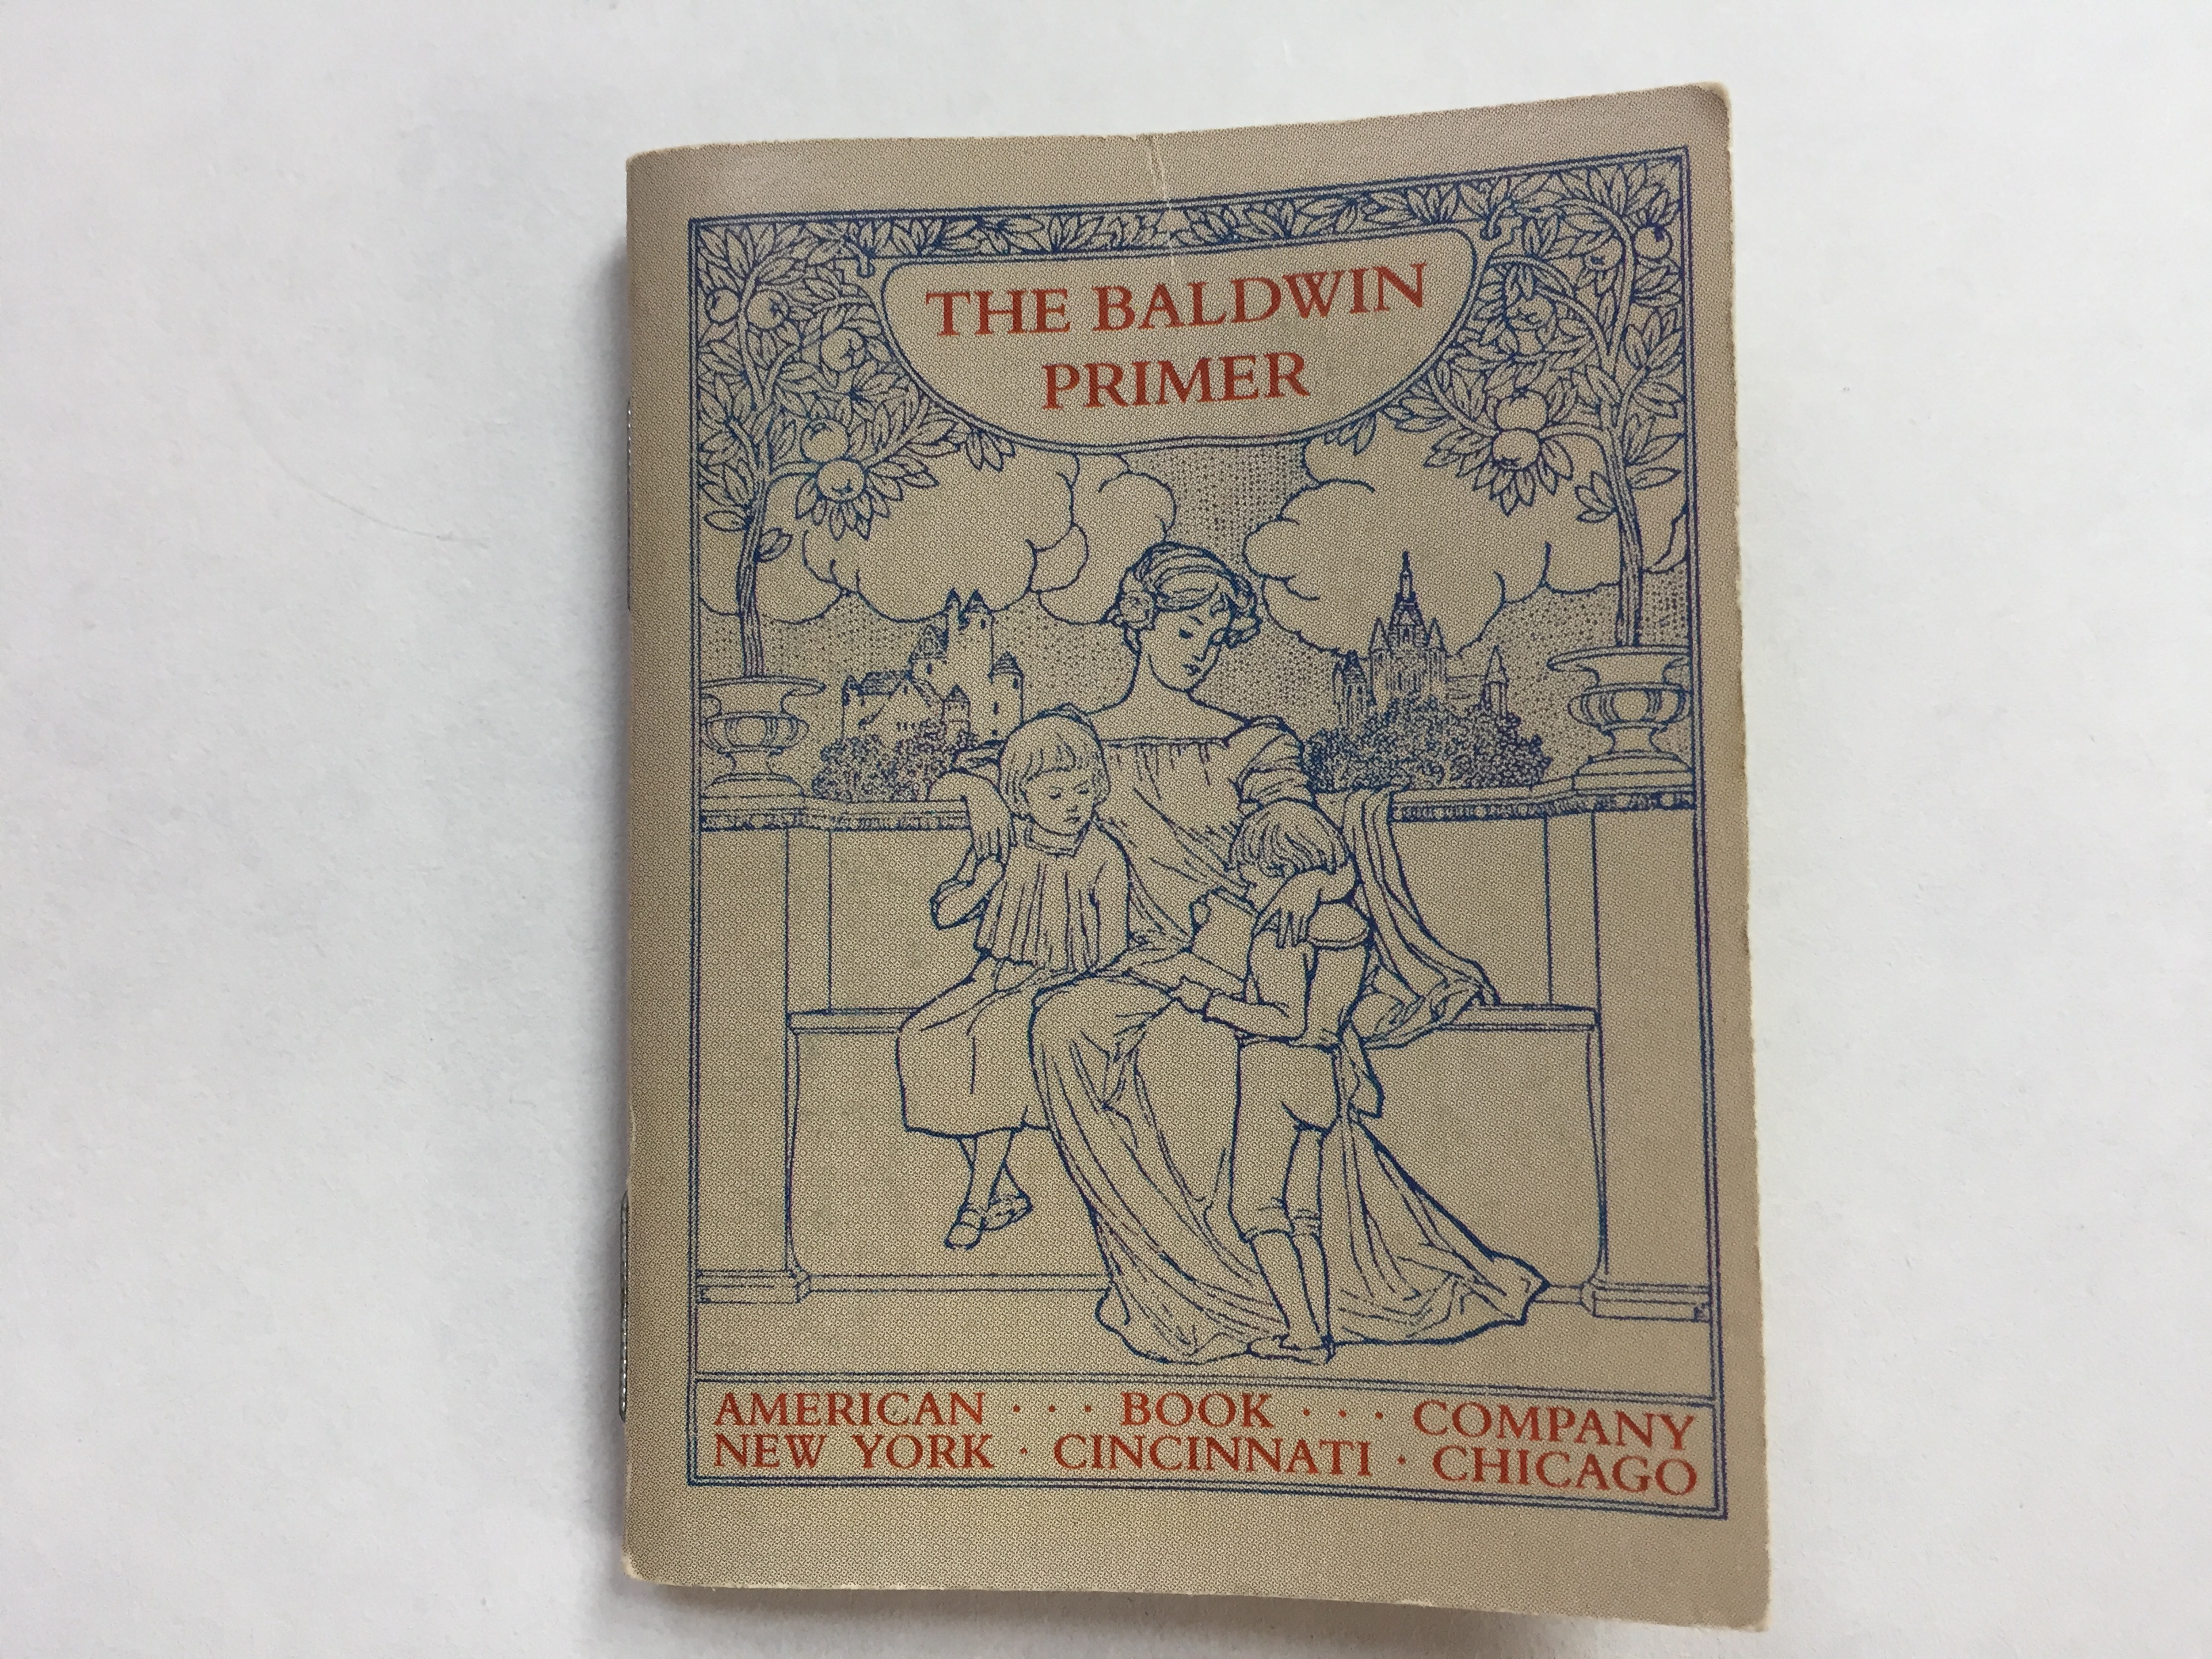 THE BALDWIN
PRIMER
AMERICAN · · · BOOK · · · COMPANY
NEW YORK · CINCINNATI · CHICAGO